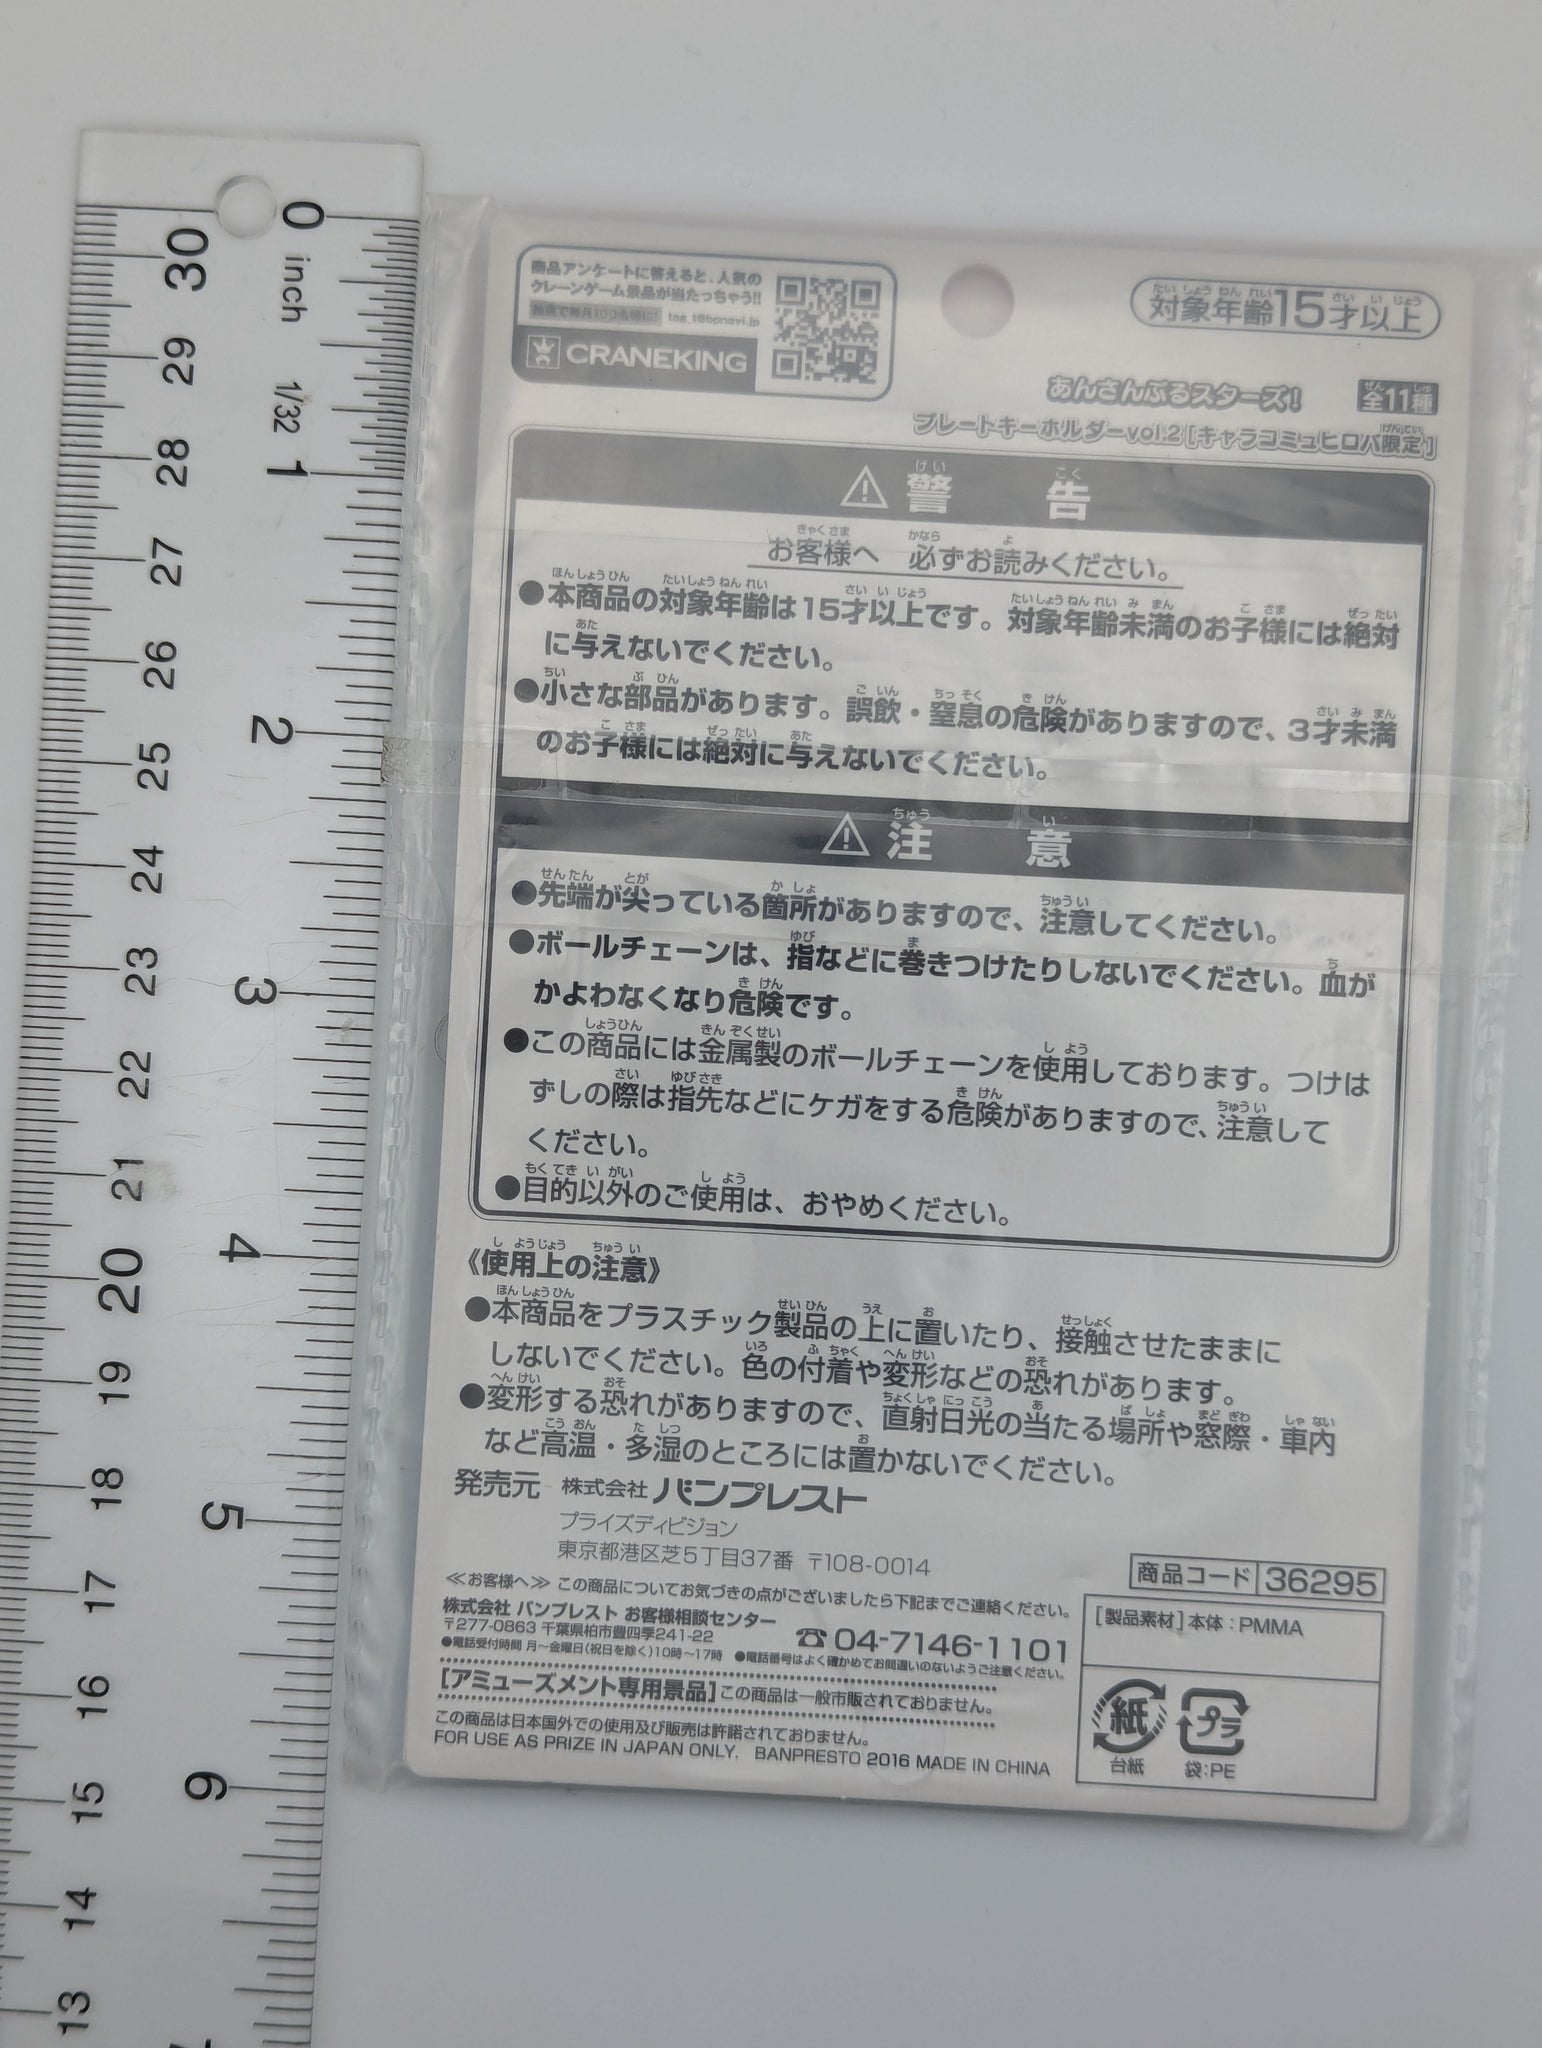 0 inch 1/32 1 2 3 4 5 6
30 29 28 27 26 25 24 23 22 21 20 19 18 17 16 15 14 13
商品アンケートに答えると、人気の
クレーンゲーム景品が当たっちゃう!!
抽選で毎月100名様に! tag_t@bpnavi.jp
CRANEKING
対象年齢15才以上
あんさんぶるスターズ!
全11種
プレートキーホルダーvol.2[キャラコミュヒロバ限定]
⚠警告
お客様へ 必ずお読みください。
●本商品の対象年齢は15才以上です。対象年齢未満のお子様には絶対
に与えないでください。
●小さな部品があります。誤飲・窒息の危険がありますので、3才未満
のお子様には絶対に与えないでください。
⚠注意
●先端が尖っている箇所がありますので、注意してください。
●ボールチェーンは、指などに巻きつけたりしないでください。血が
かよわなくなり危険です。
●この商品には金属製のボールチェーンを使用しております。つけは
ずしの際は指先などにケガをする危険がありますので、注意して
ください。
●目的以外のご使用は、おやめください。
《使用上の注意》
●本商品をプラスチック製品の上に置いたり、接触させたままに
しないでください。色の付着や変形などの恐れがあります。
●変形する恐れがありますので、直射日光の当たる場所や窓際・車内
など高温・多湿のところには置かないでください。
発売元 株式会社 バンプレスト
プライズディビジョン
東京都港区芝5丁目37番 〒108-0014
商品コード 36295
≪お客様へ≫ この商品についてお気づきの点がございましたら下記までご連絡ください。
株式会社 バンプレスト お客様相談センター
〒277-0863 千葉県柏市豊四季241-22
☎04-7146-1101
●電話受付時間 月〜金曜日(祝日を除く)10時〜17時 ●電話番号はよく確かめてお間違いのないようご注意ください。
[アミューズメント専用景品]この商品は一般市販されておりません。
この商品は日本国外での使用及び販売は許諾されておりません。
FOR USE AS PRIZE IN JAPAN ONLY. BANPRESTO 2016 MADE IN CHINA
[製品素材]本体:PMMA
紙 プラ
台紙 袋:PE